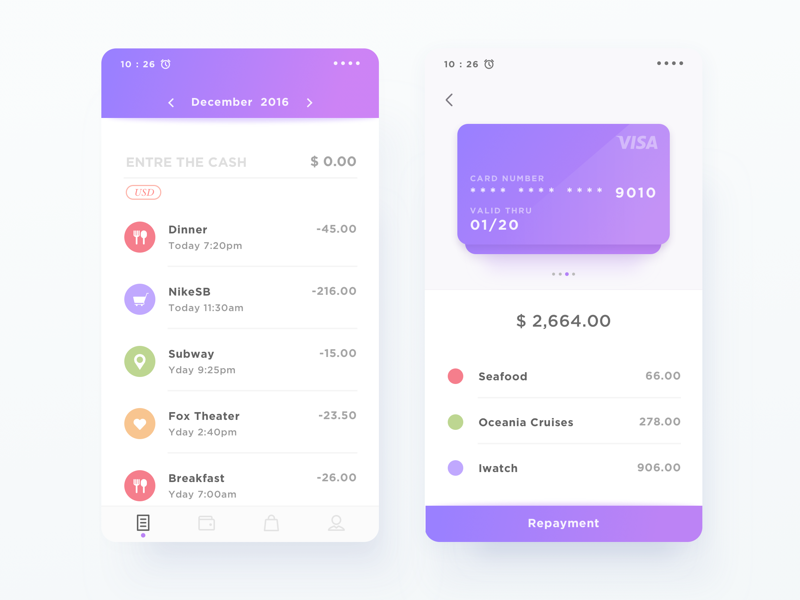 10 : 26
December 2016
ENTRE THE CASH $ 0.00
USD
Dinner -45.00
Today 7:20pm
NikeSB -216.00
Today 11:30am
Subway -15.00
Yday 9:25pm
Fox Theater -23.50
Yday 2:40pm
Breakfast -26.00
Yday 7:00am
10 : 26
VISA
CARD NUMBER
**** **** **** 9010
VALID THRU
01/20
$ 2,664.00
Seafood 66.00
Oceania Cruises 278.00
Iwatch 906.00
Repayment